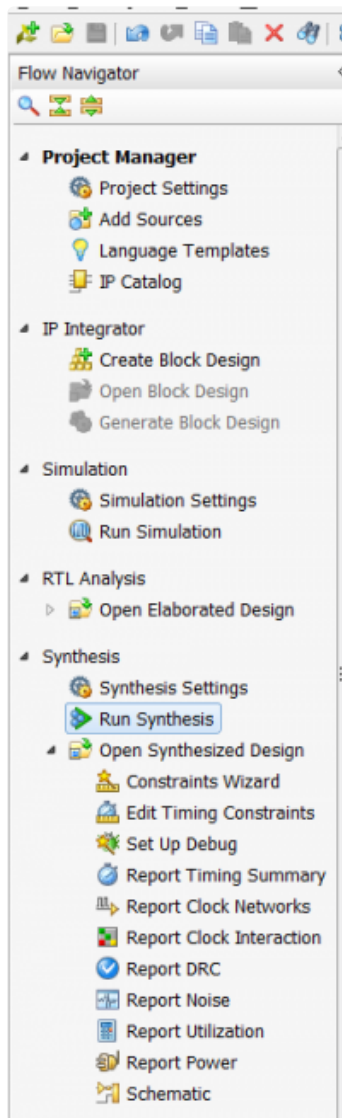 Flow Navigator
Project Manager
Project Settings
Add Sources
Language Templates
IP Catalog
IP Integrator
Create Block Design
Open Block Design
Generate Block Design
Simulation
Simulation Settings
Run Simulation
RTL Analysis
Open Elaborated Design
Synthesis
Synthesis Settings
Run Synthesis
Open Synthesized Design
Constraints Wizard
Edit Timing Constraints
Set Up Debug
Report Timing Summary
Report Clock Networks
Report Clock Interaction
Report DRC
Report Noise
Report Utilization
Report Power
Schematic